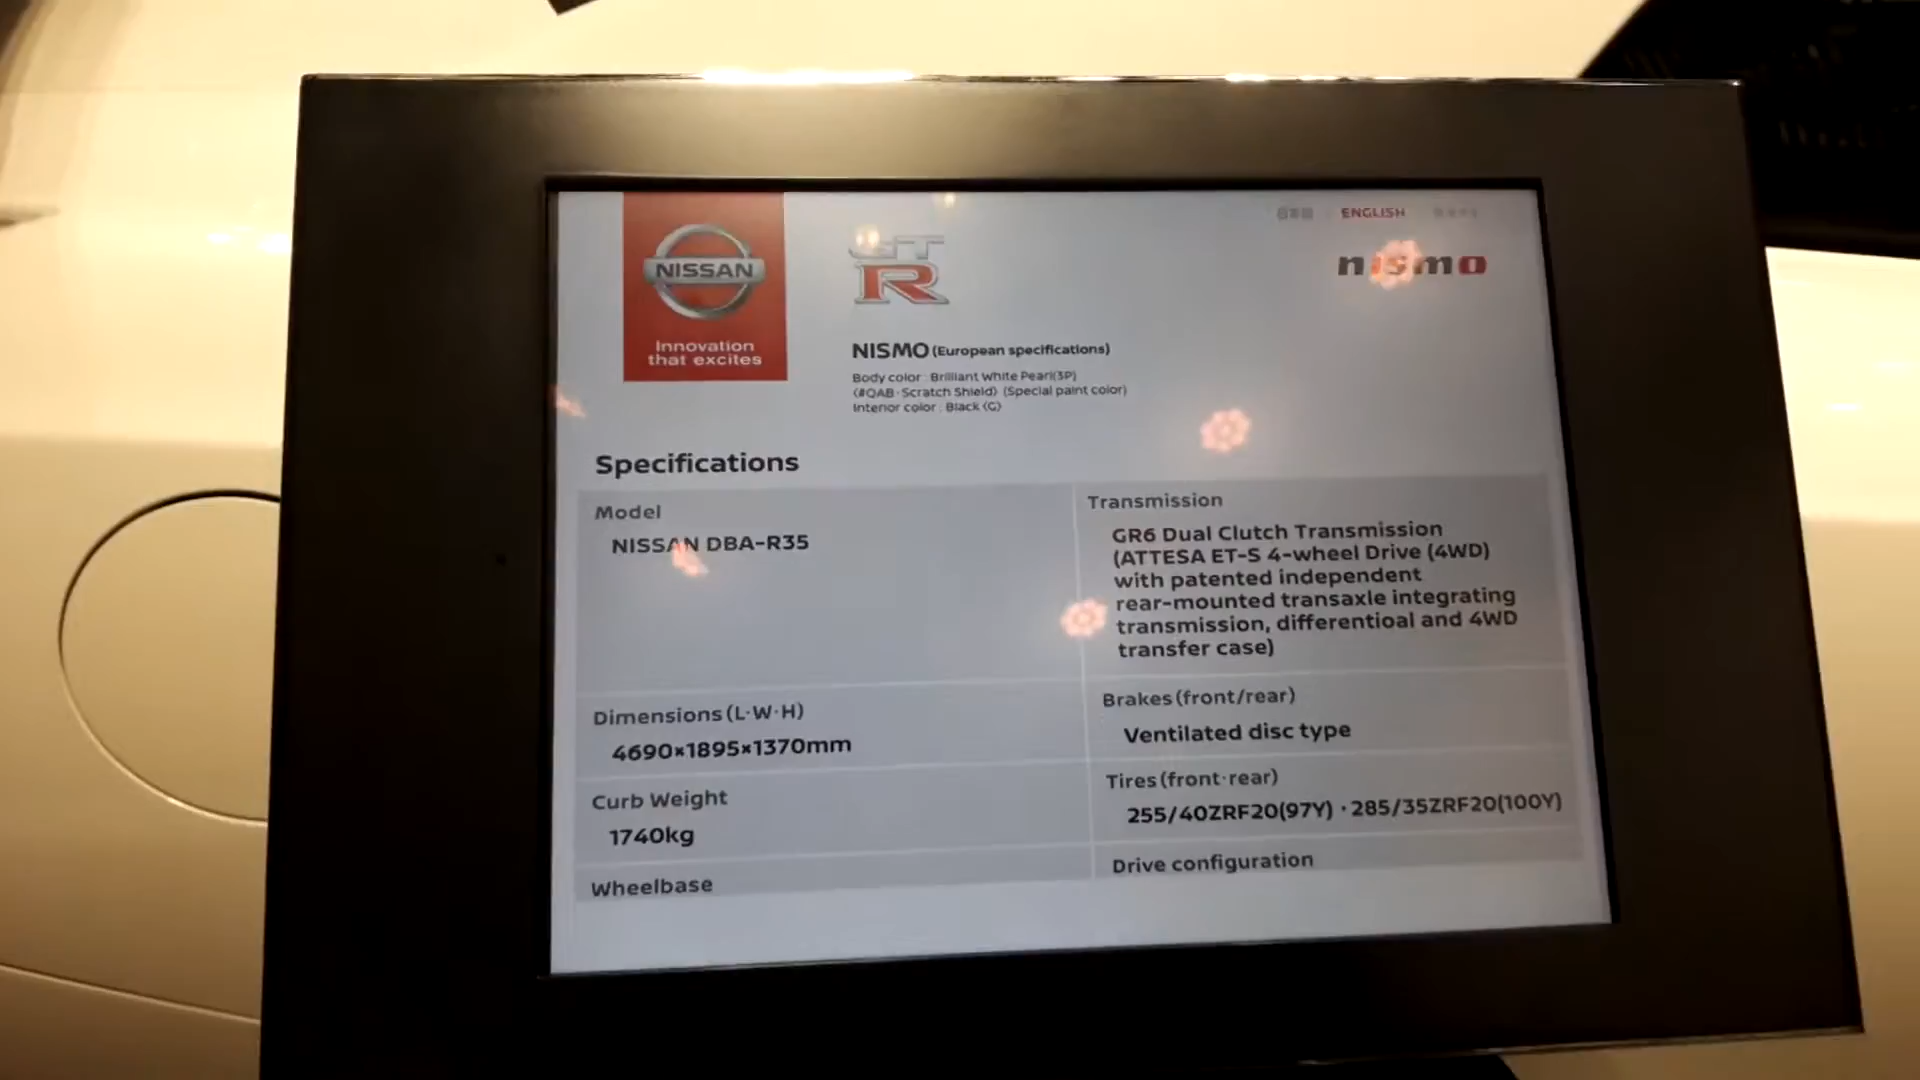 NISSAN
Innovation
that excites
GT
R
ENGLISH
nismo
NISMO (European specifications)
Body color : Brilliant White Pearl(3P)
(#QAB · Scratch Shield) (Special paint color)
Interior color : Black (G)
Specifications
Model
NISSAN DBA-R35
Dimensions (L·W·H)
4690×1895×1370mm
Curb Weight
1740kg
Wheelbase
Transmission
GR6 Dual Clutch Transmission
(ATTESA ET-S 4-wheel Drive (4WD)
with patented independent
rear-mounted transaxle integrating
transmission, differentioal and 4WD
transfer case)
Brakes (front/rear)
Ventilated disc type
Tires (front·rear)
255/40ZRF20(97Y) · 285/35ZRF20(100Y)
Drive configuration